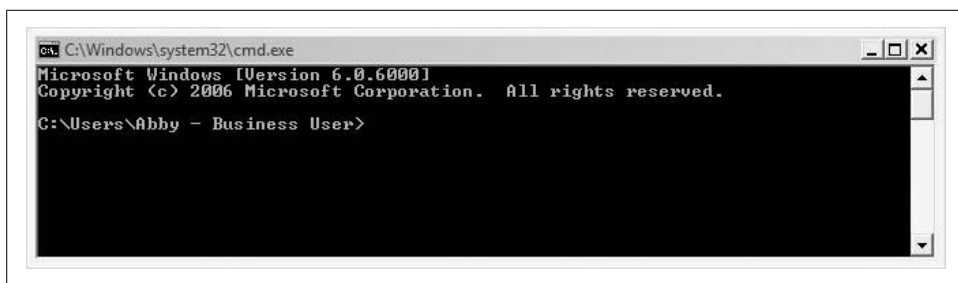 C:\Windows\system32\cmd.exe
Microsoft Windows [Version 6.0.6000]
Copyright (c) 2006 Microsoft Corporation.  All rights reserved.
C:\Users\Abby - Business User>